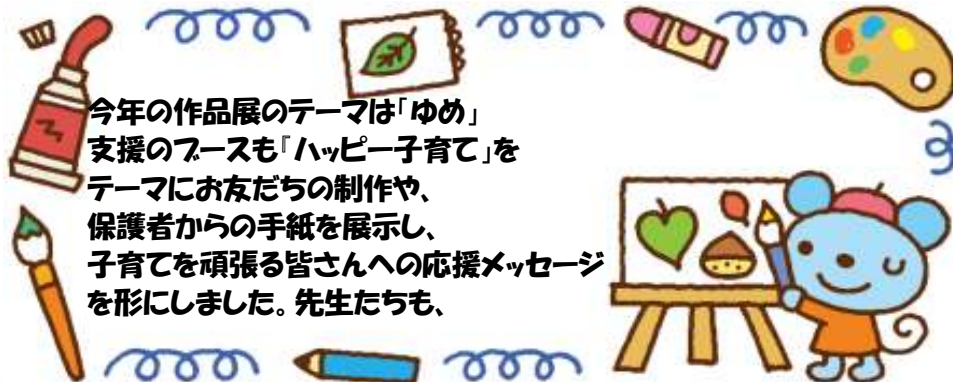 今年の作品展のテーマは「ゆめ」
支援のブースも『ハッピー子育て」を
テーマにお友だちの制作や、
保護者からの手紙を展示し、
子育てを頑張る皆さんへの応援メッセージ
を形にしました。先生たちも、